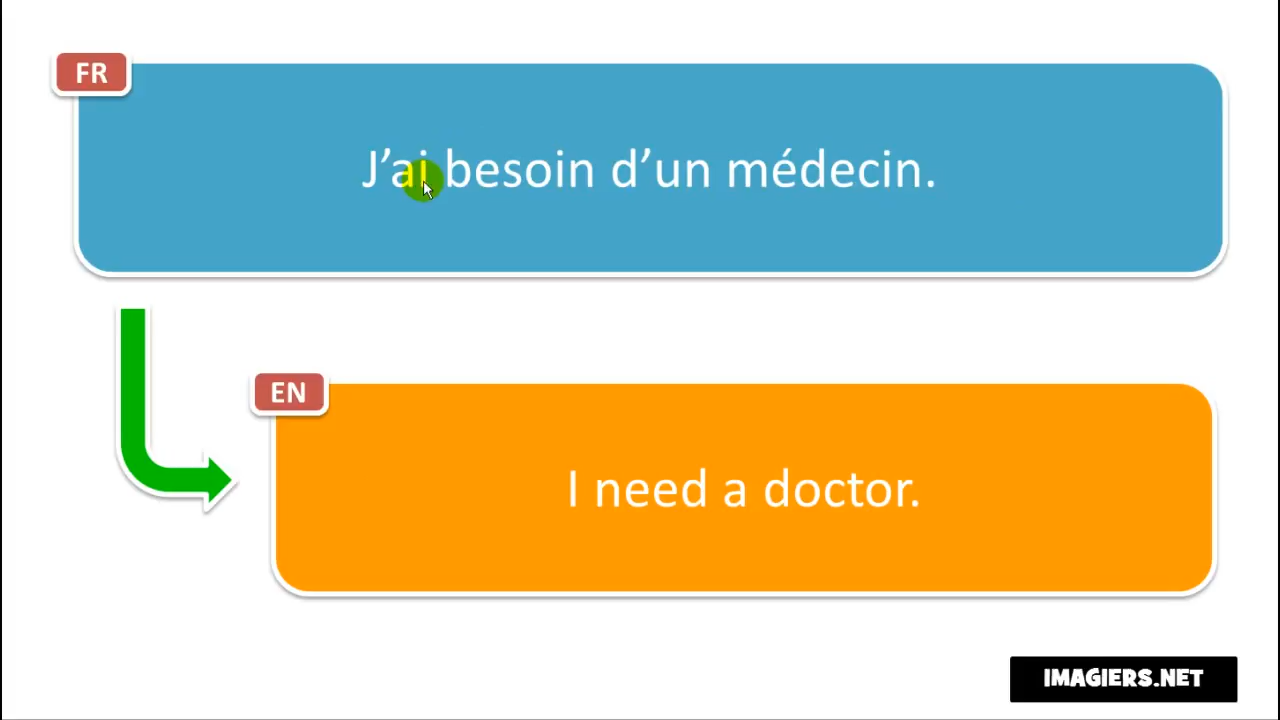 FR
J’ai besoin d’un médecin.
EN
I need a doctor.
IMAGIERS.NET